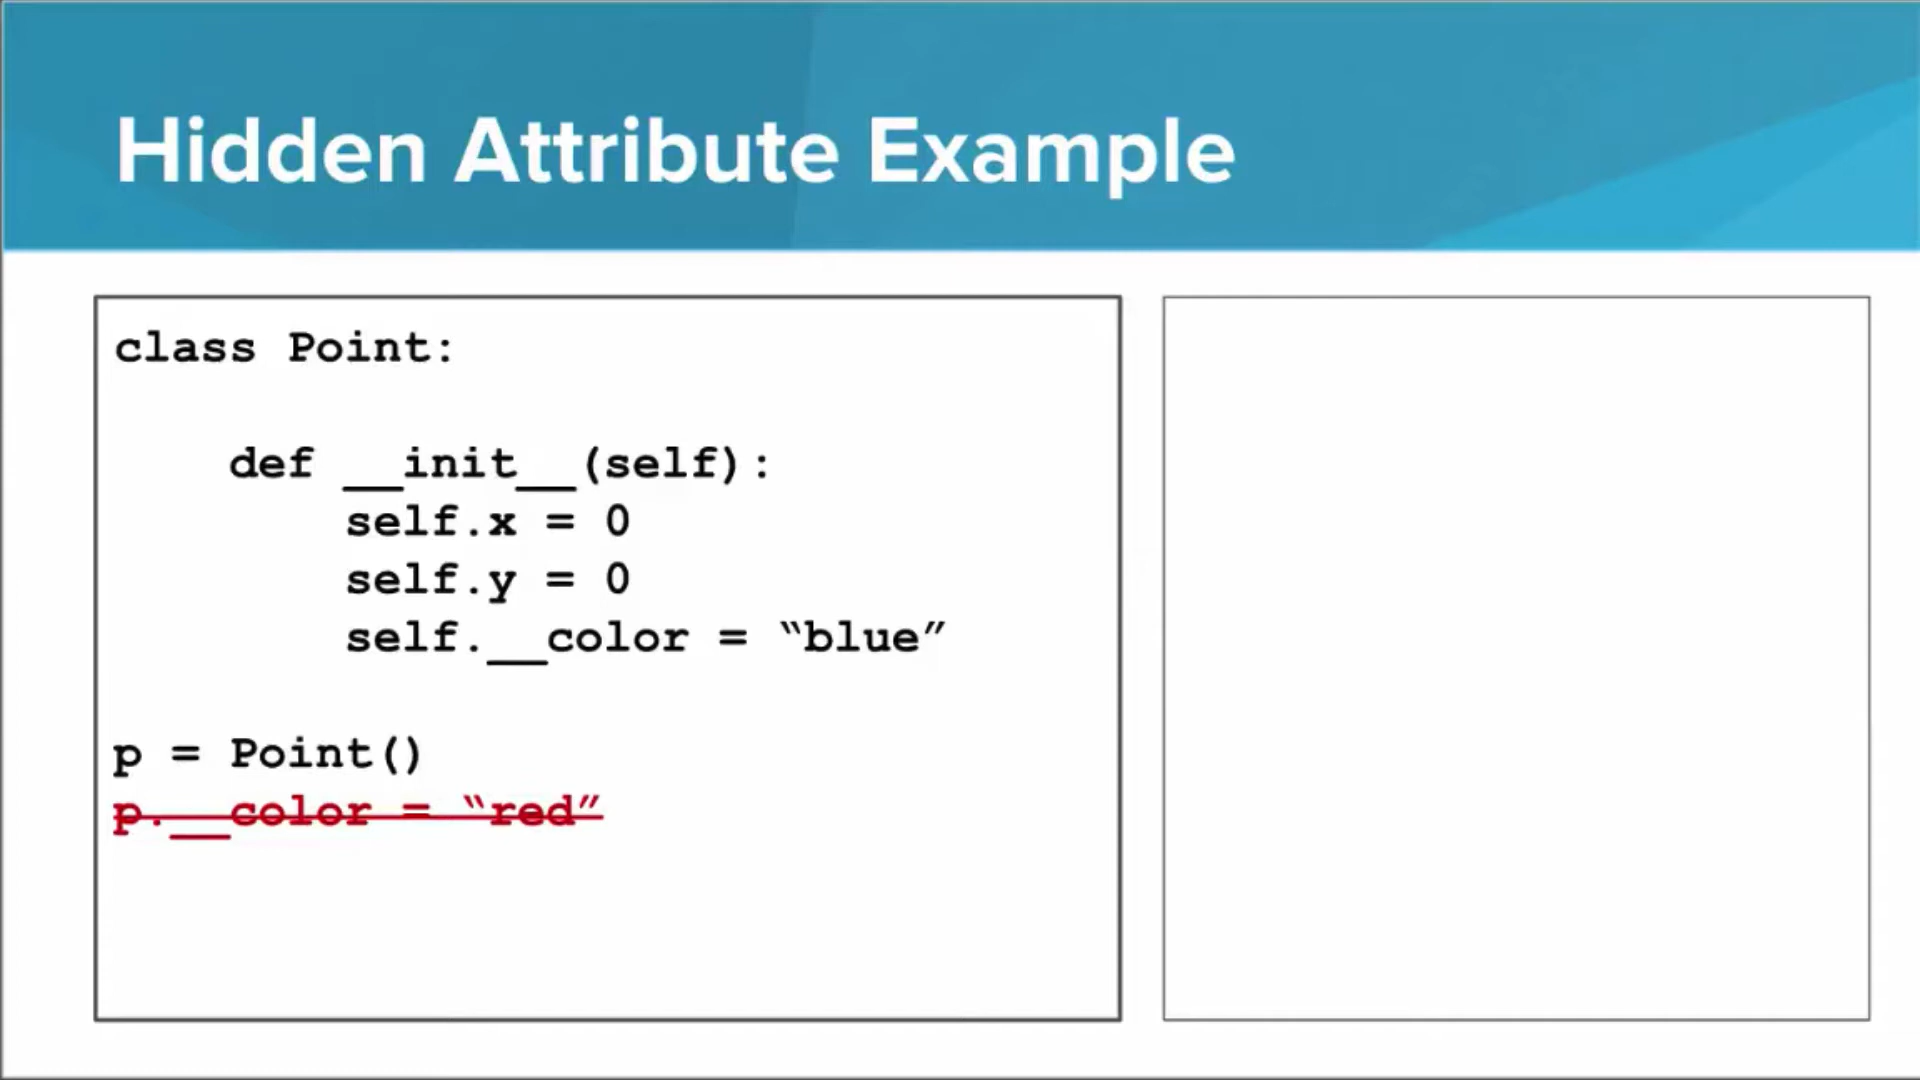 Hidden Attribute Example
class Point:
def __init__(self):
self.x = 0
self.y = 0
self.__color = “blue”
p = Point()
p.__color = “red”